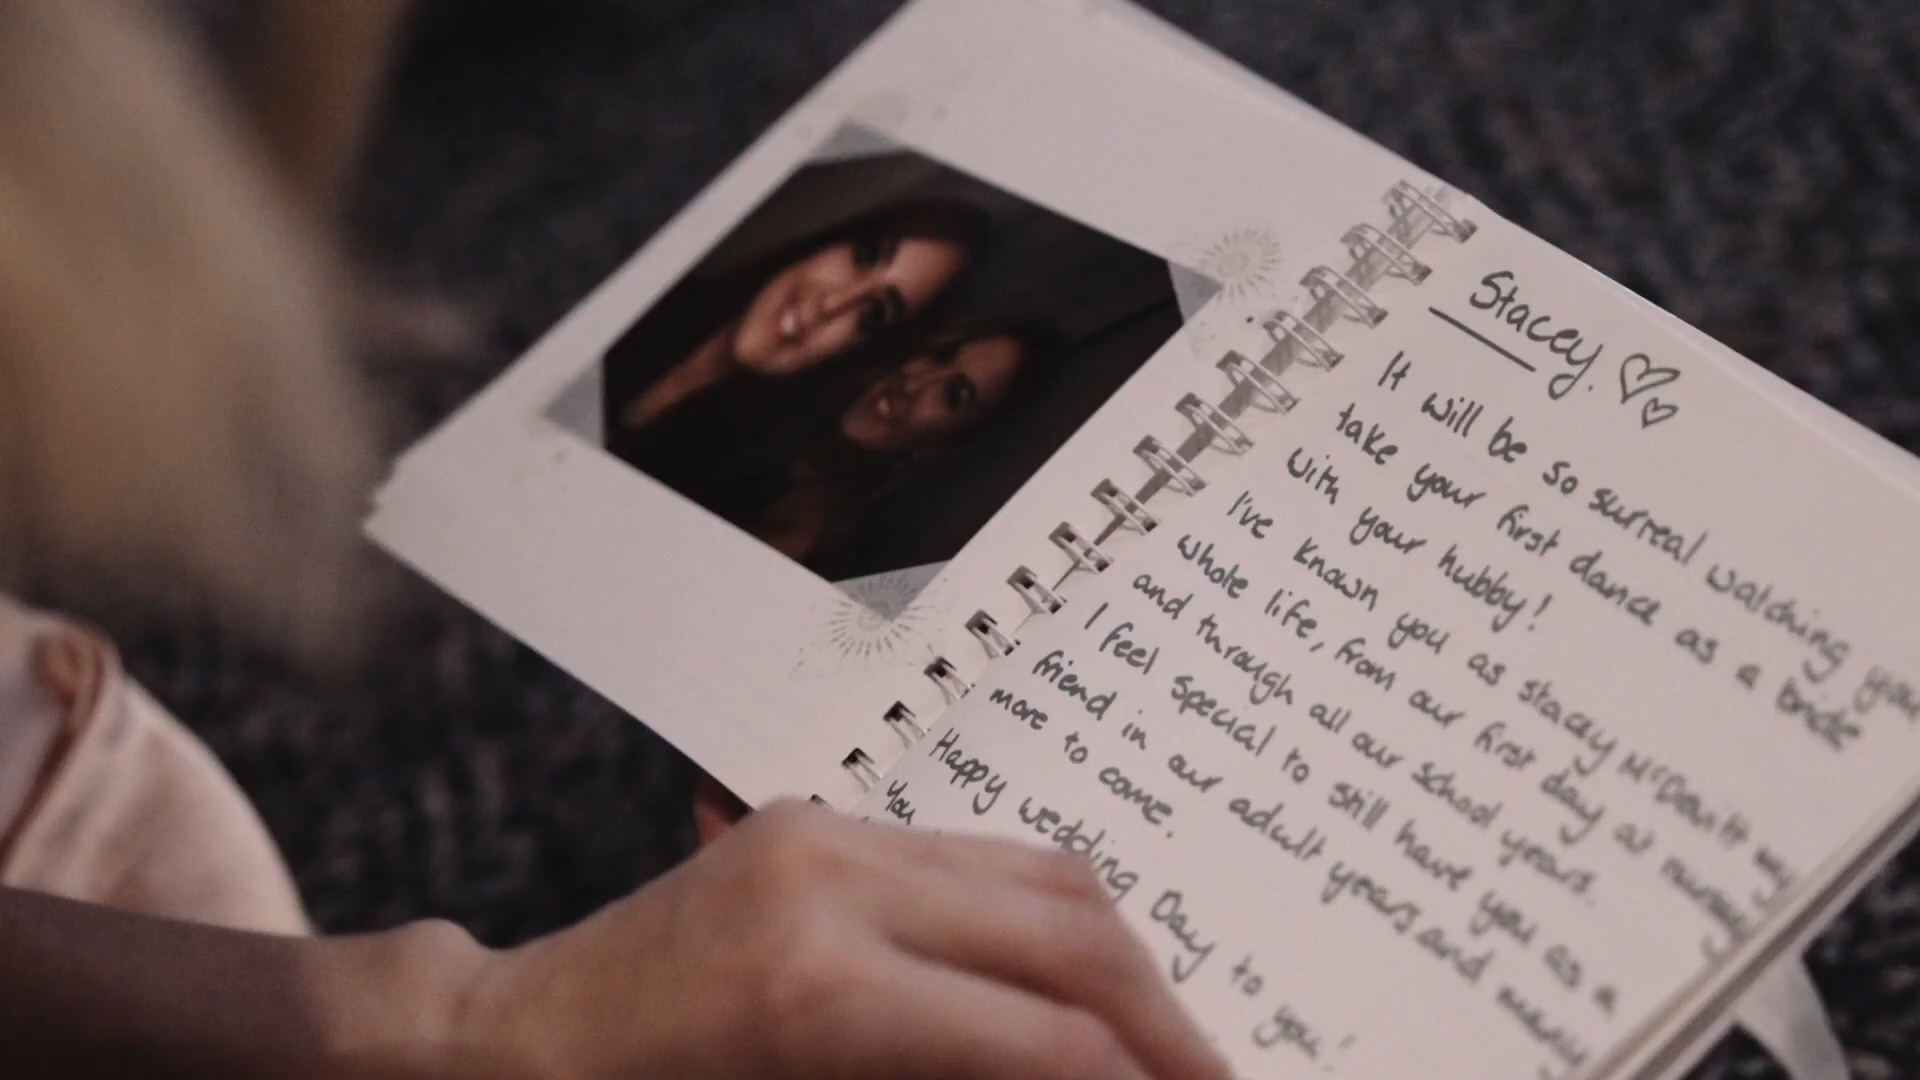 Stacey.
It will be so surreal watching you
take your first dance as a bride
with your hubby!
I've known you as stacey McDavitt my
whole life, from our first day at nursery
and through all our school years.
I feel special to still have you as a
friend in our adult years and many
more to come.
Happy wedding Day to you!
You